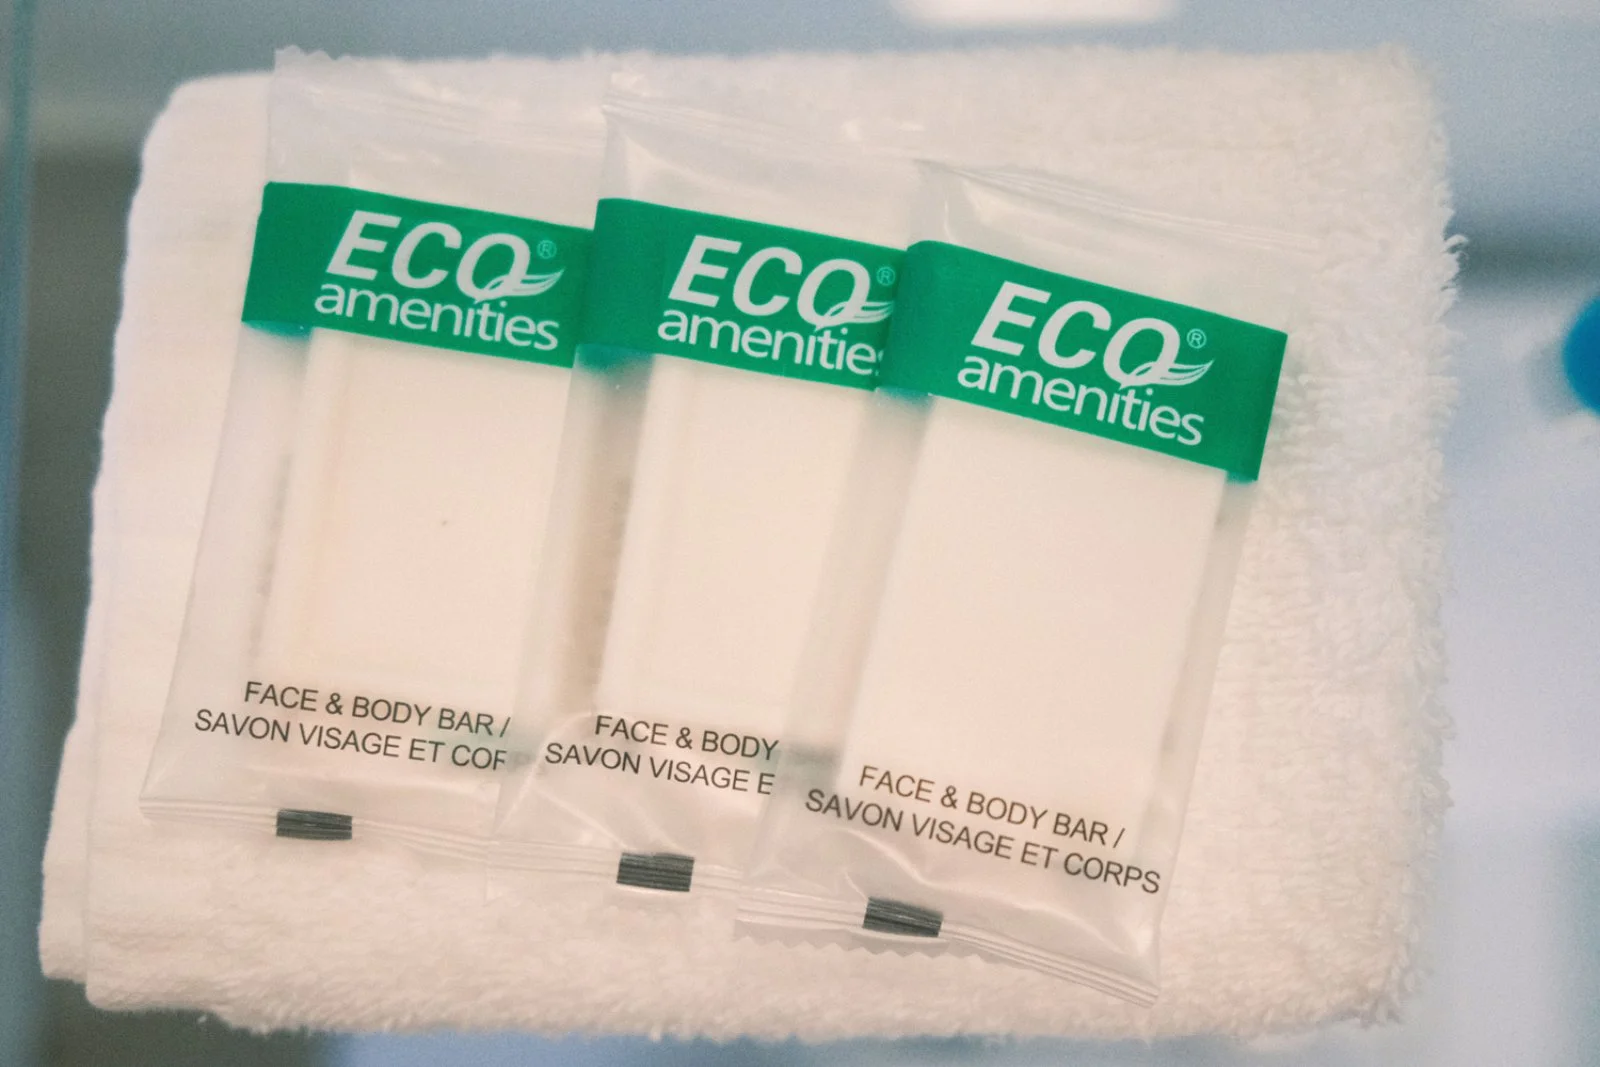 ECO®
amenities
FACE & BODY BAR /
SAVON VISAGE ET COR
ECO®
amenities
FACE & BODY
SAVON VISAGE E
ECO®
amenities
FACE & BODY BAR /
SAVON VISAGE ET CORPS